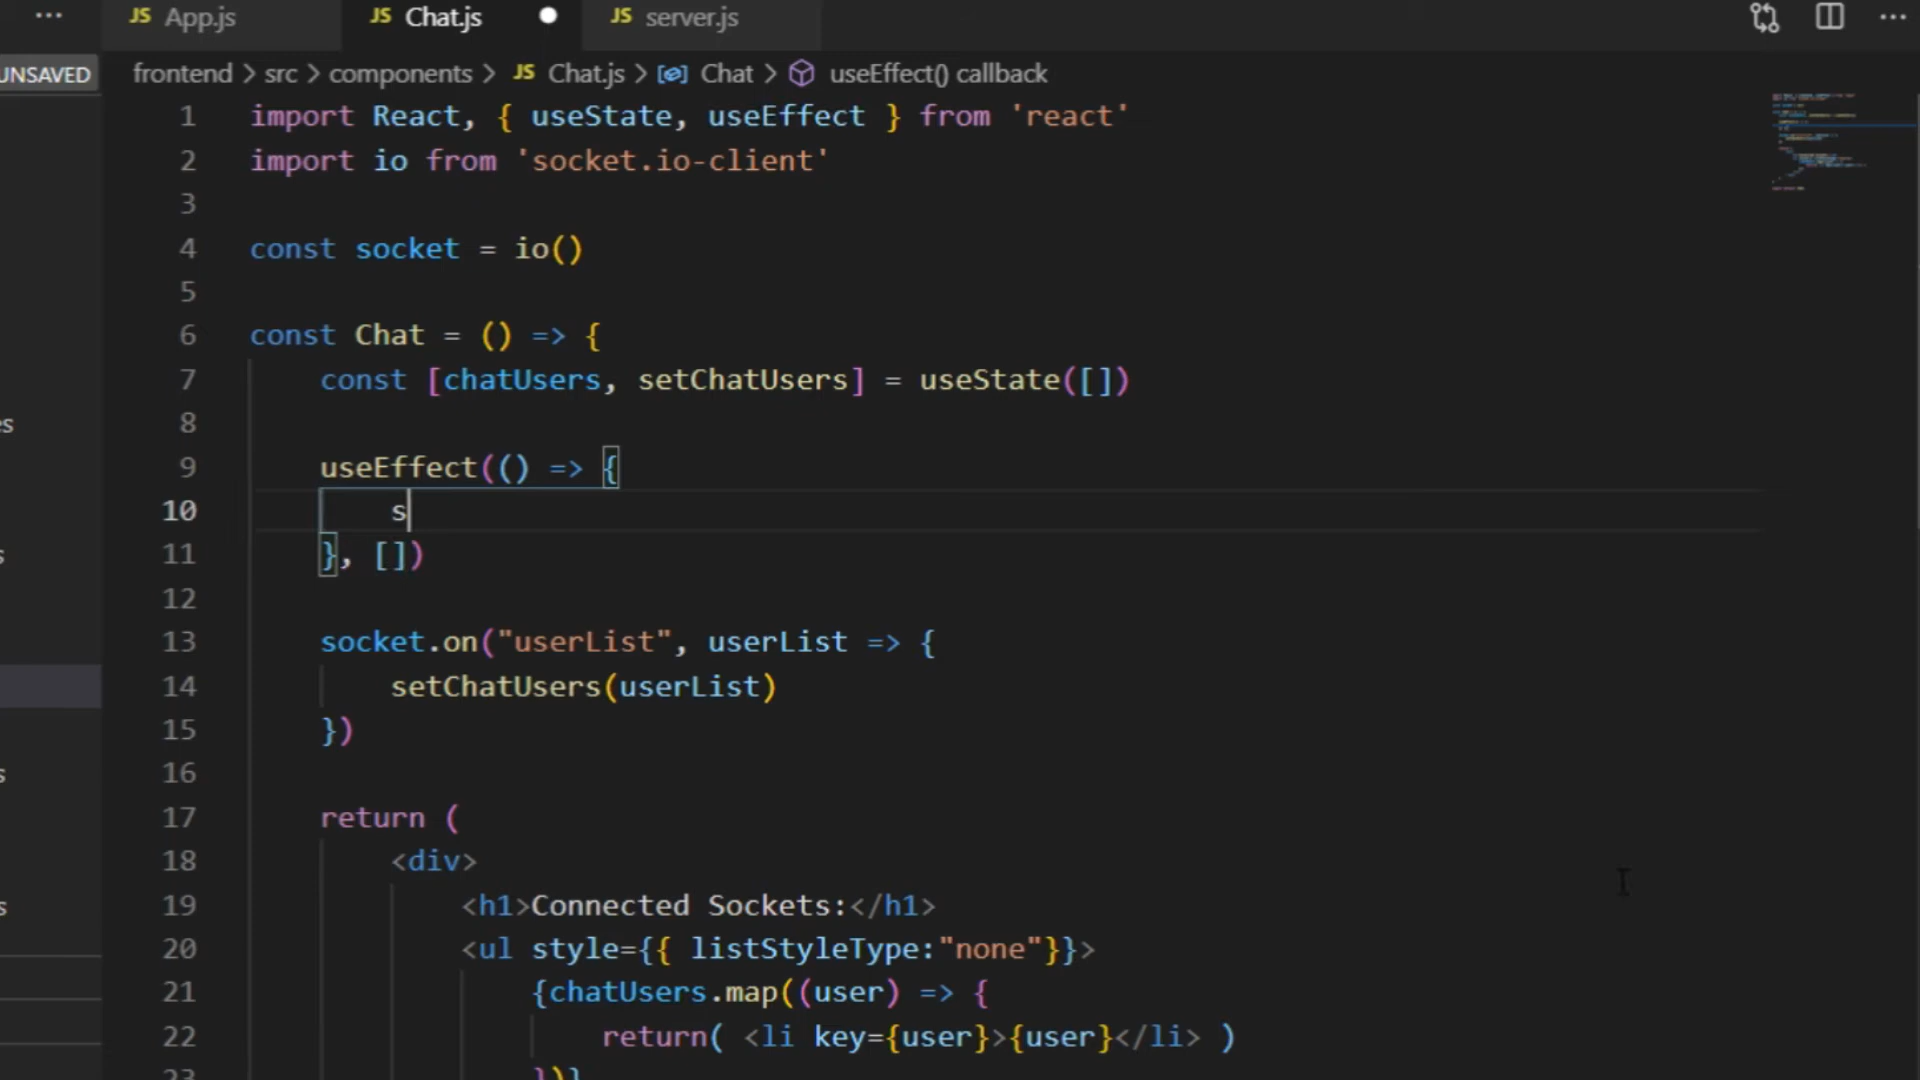 App.js
Chat.js
server.js
UNSAVED
frontend > src > components > JS Chat.js > Chat > useEffect() callback
1 import React, { useState, useEffect } from 'react'
2 import io from 'socket.io-client'
3
4 const socket = io()
5
6 const Chat = () => {
7 const [chatUsers, setChatUsers] = useState([])
8
9 useEffect(() => {
10 s
11 }, [])
12
13 socket.on("userList", userList => {
14 setChatUsers(userList)
15 })
16
17 return (
18 <div>
19 <h1>Connected Sockets:</h1>
20 <ul style={{ listStyleType:"none"}}>
21 {chatUsers.map((user) => {
22 return( <li key={user}>{user}</li> )
23 })}